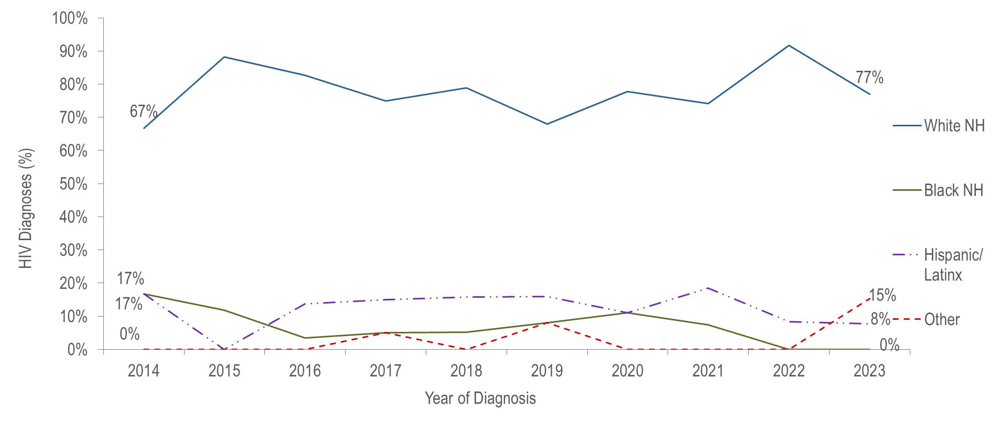 100%
90%
80%
70%
60%
50%
40%
30%
20%
10%
0%
HIV Diagnoses (%)
67%
77%
17%
17%
0%
15%
8%
0%
White NH
Black NH
Hispanic/
Latinx
Other
2014 2015 2016 2017 2018 2019 2020 2021 2022 2023
Year of Diagnosis